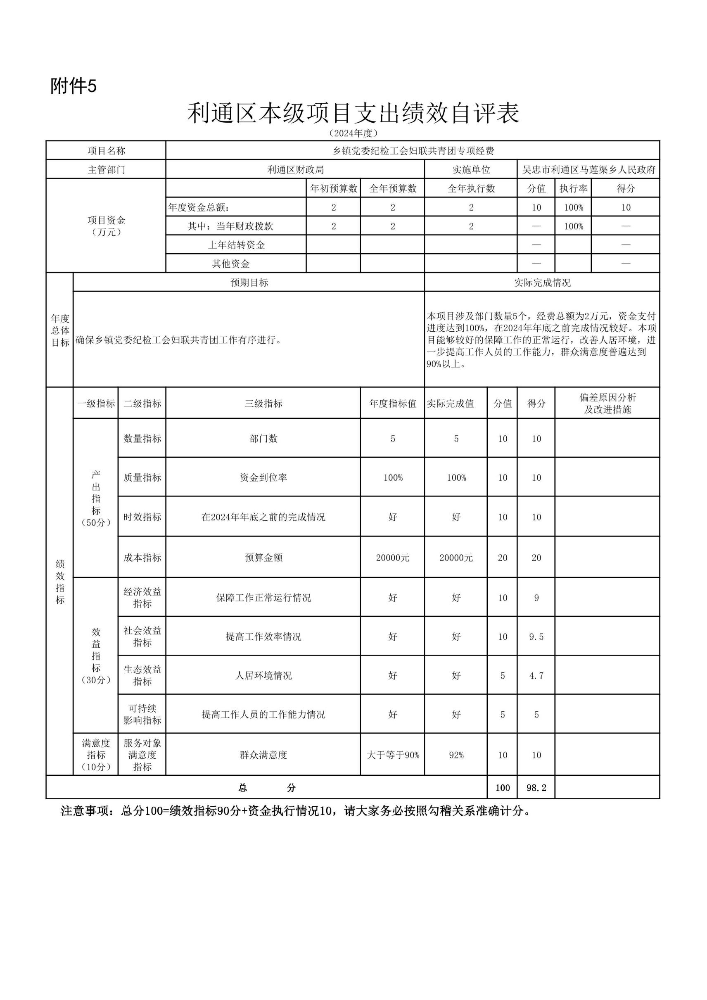 附件5
利通区本级项目支出绩效自评表
（2024年度）
项目名称 乡镇党委纪检工会妇联共青团专项经费
主管部门 利通区财政局 实施单位 吴忠市利通区马莲渠乡人民政府
项目资金
（万元）
年初预算数 全年预算数 全年执行数 分值 执行率 得分
年度资金总额： 2 2 2 10 100% 10
其中：当年财政拨款 2 2 2 — 100% —
上年结转资金 — —
其他资金 — —
年度
总体
目标
预期目标 实际完成情况
确保乡镇党委纪检工会妇联共青团工作有序进行。
本项目涉及部门数量5个，经费总额为2万元，资金支付
进度达到100%，在2024年年底之前完成情况较好。本项
目能够较好的保障工作的正常运行，改善人居环境，进
一步提高工作人员的工作能力，群众满意度普遍达到
90%以上。
绩
效
指
标
一级指标 二级指标 三级指标 年度指标值 实际完成值 分值 得分 偏差原因分析
及改进措施
产
出
指
标
（50分）
数量指标 部门数 5 5 10 10
质量指标 资金到位率 100% 100% 10 10
时效指标 在2024年年底之前的完成情况 好 好 10 10
成本指标 预算金额 20000元 20000元 20 20
效
益
指
标
（30分）
经济效益
指标 保障工作正常运行情况 好 好 10 9
社会效益
指标 提高工作效率情况 好 好 10 9.5
生态效益
指标 人居环境情况 好 好 5 4.7
可持续
影响指标 提高工作人员的工作能力情况 好 好 5 5
满意度
指标
（10分）
服务对象
满意度
指标 群众满意度 大于等于90% 92% 10 10
总 分 100 98.2
注意事项：总分100=绩效指标90分+资金执行情况10，请大家务必按照勾稽关系准确计分。